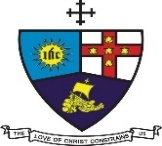 IHC
THE LOVE OF CHRIST CONSTRAINS US